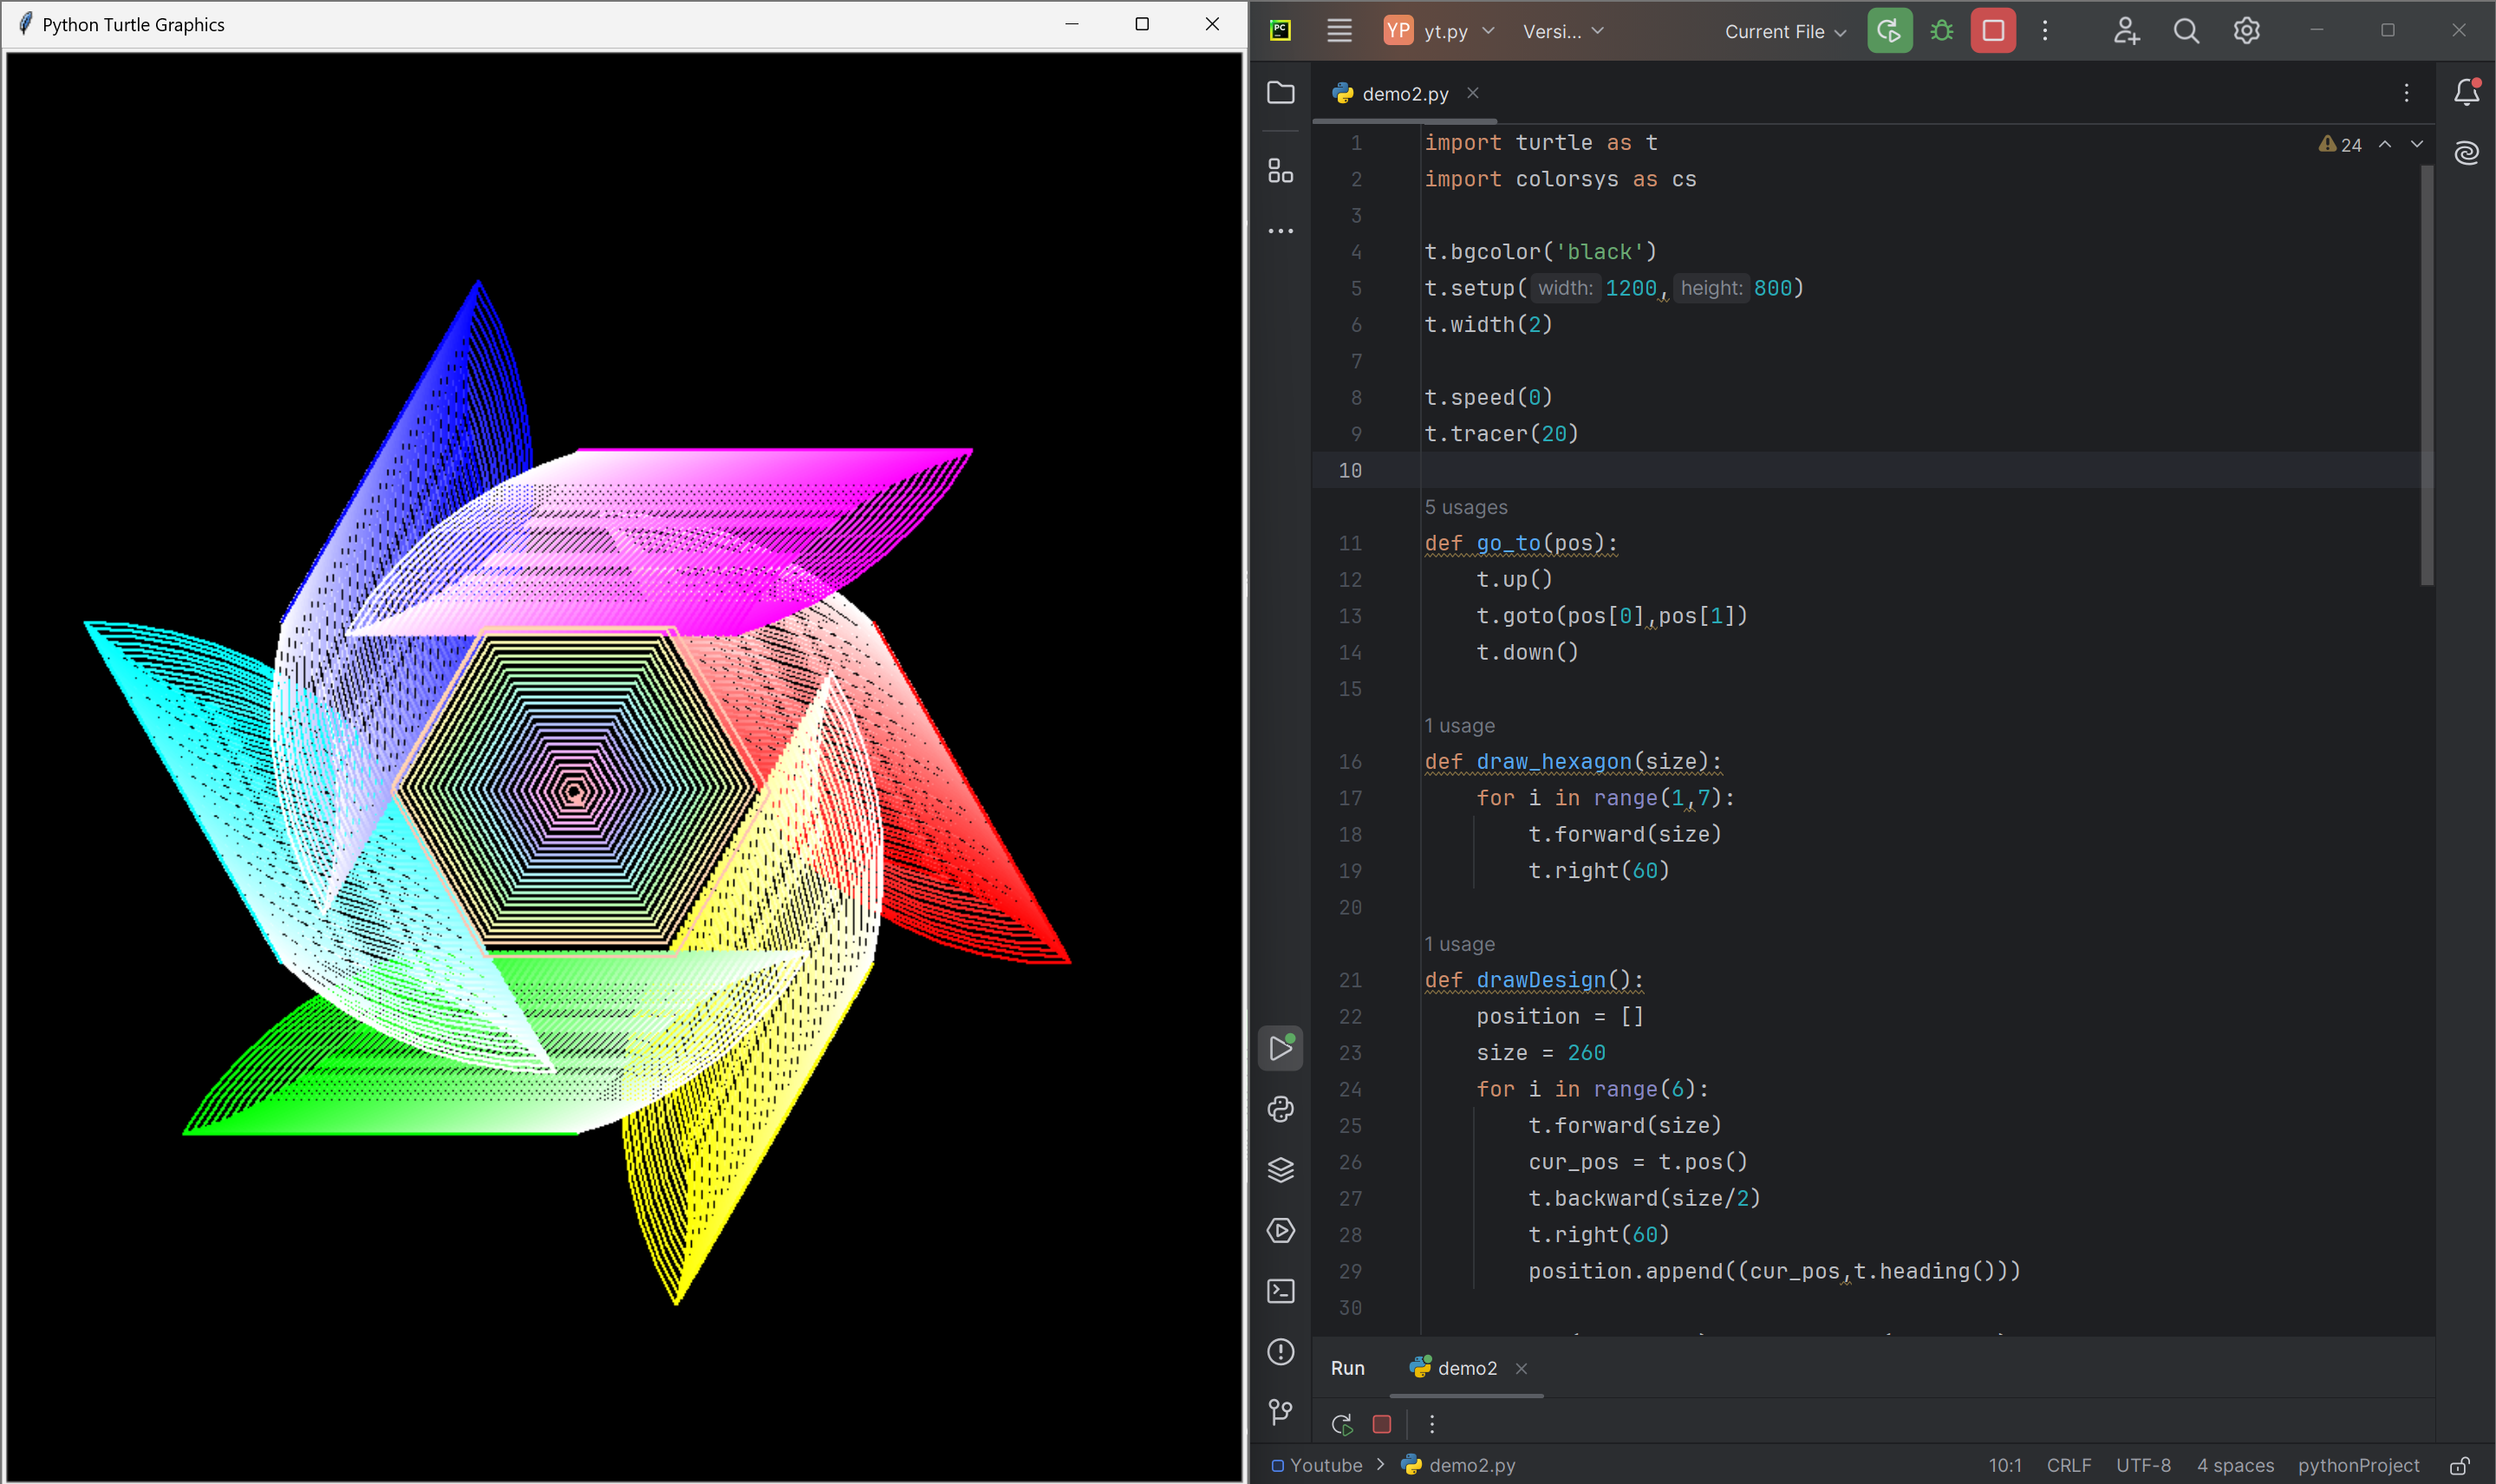 Python Turtle Graphics
PC
YP yt.py Versi... Current File
demo2.py
24
1 import turtle as t
2 import colorsys as cs
3
4 t.bgcolor('black')
5 t.setup( width: 1200, height: 800)
6 t.width(2)
7
8 t.speed(0)
9 t.tracer(20)
10
5 usages
11 def go_to(pos):
12 t.up()
13 t.goto(pos[0],pos[1])
14 t.down()
15
1 usage
16 def draw_hexagon(size):
17 for i in range(1,7):
18 t.forward(size)
19 t.right(60)
20
1 usage
21 def drawDesign():
22 position = []
23 size = 260
24 for i in range(6):
25 t.forward(size)
26 cur_pos = t.pos()
27 t.backward(size/2)
28 t.right(60)
29 position.append((cur_pos,t.heading()))
30
Run demo2
Youtube > demo2.py 10:1 CRLF UTF-8 4 spaces pythonProject